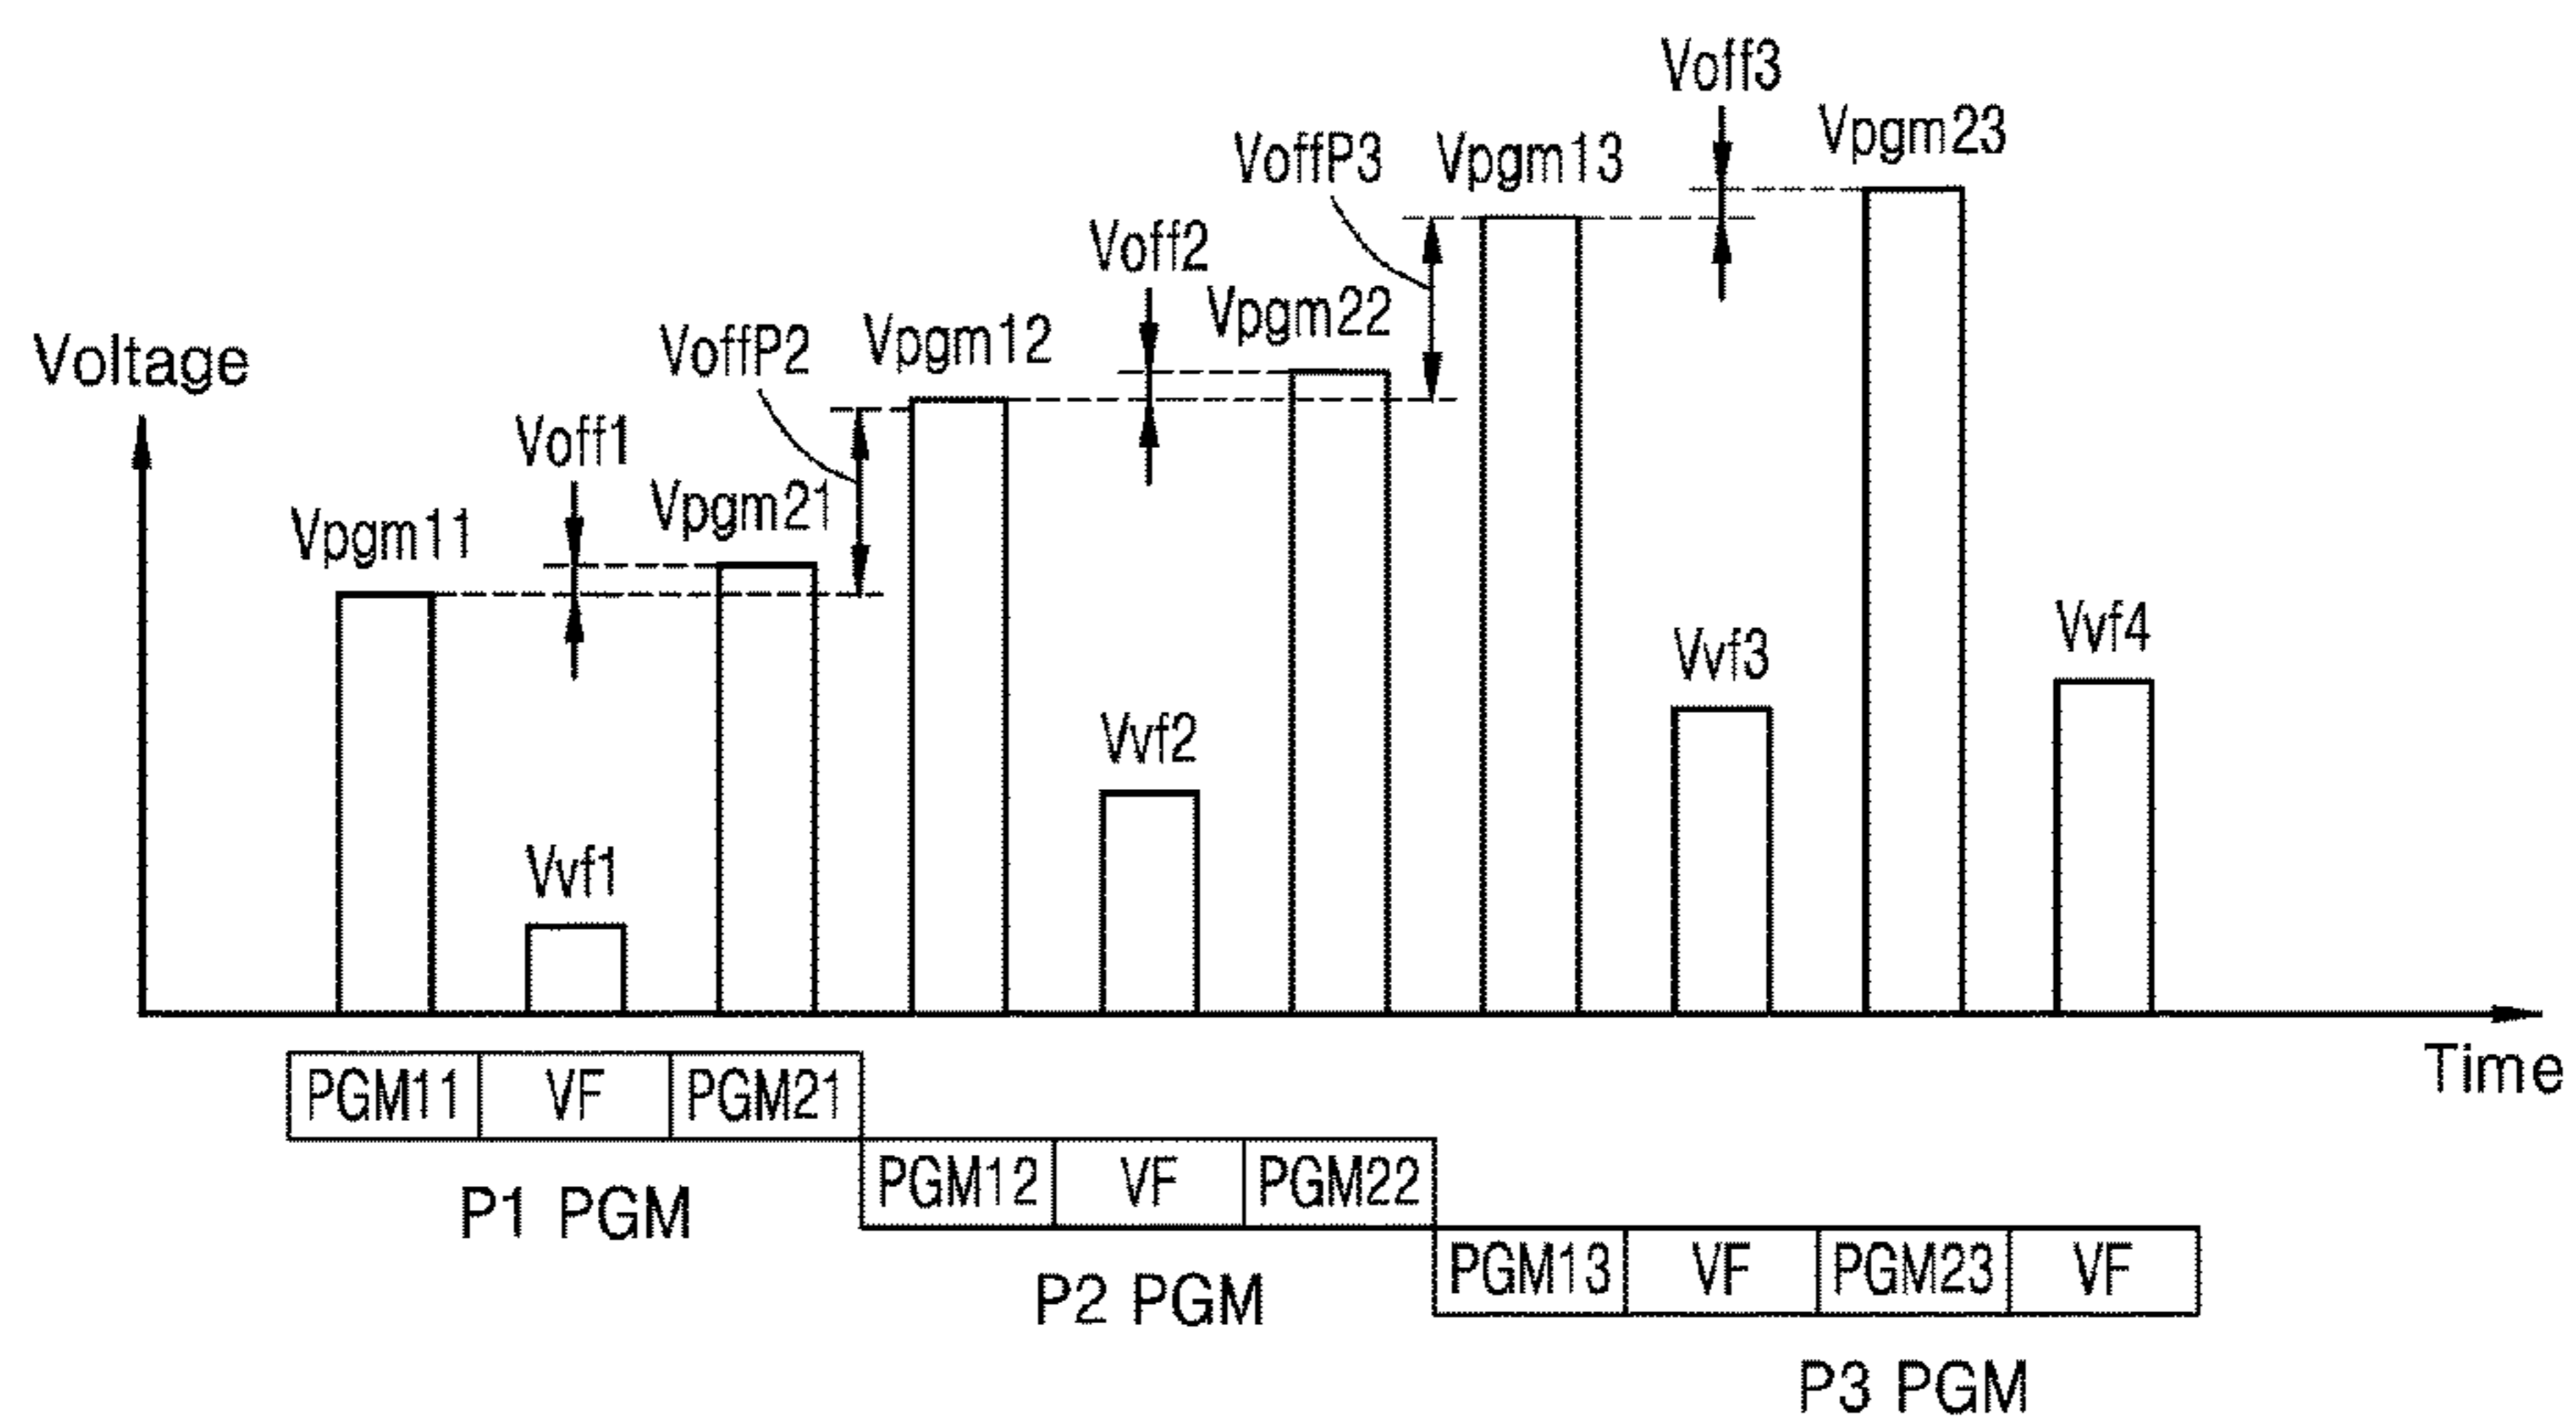 Voff3
Vpgm23
VoffP3
Vpgm13
Voff2
Vpgm22
VoffP2
Vpgm12
Voltage
Voff1
Vpgm21
Vpgm11
Vvf4
Vvf3
Vvf2
Vvf1
Time
PGM11 VF PGM21
PGM12 VF PGM22
P1 PGM
PGM13 VF PGM23 VF
P2 PGM
P3 PGM